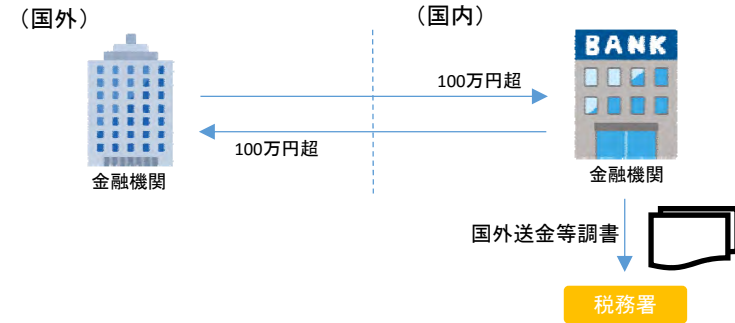 （国外）
（国内）
BANK
100万円超
100万円超
金融機関
金融機関
国外送金等調書
税務署